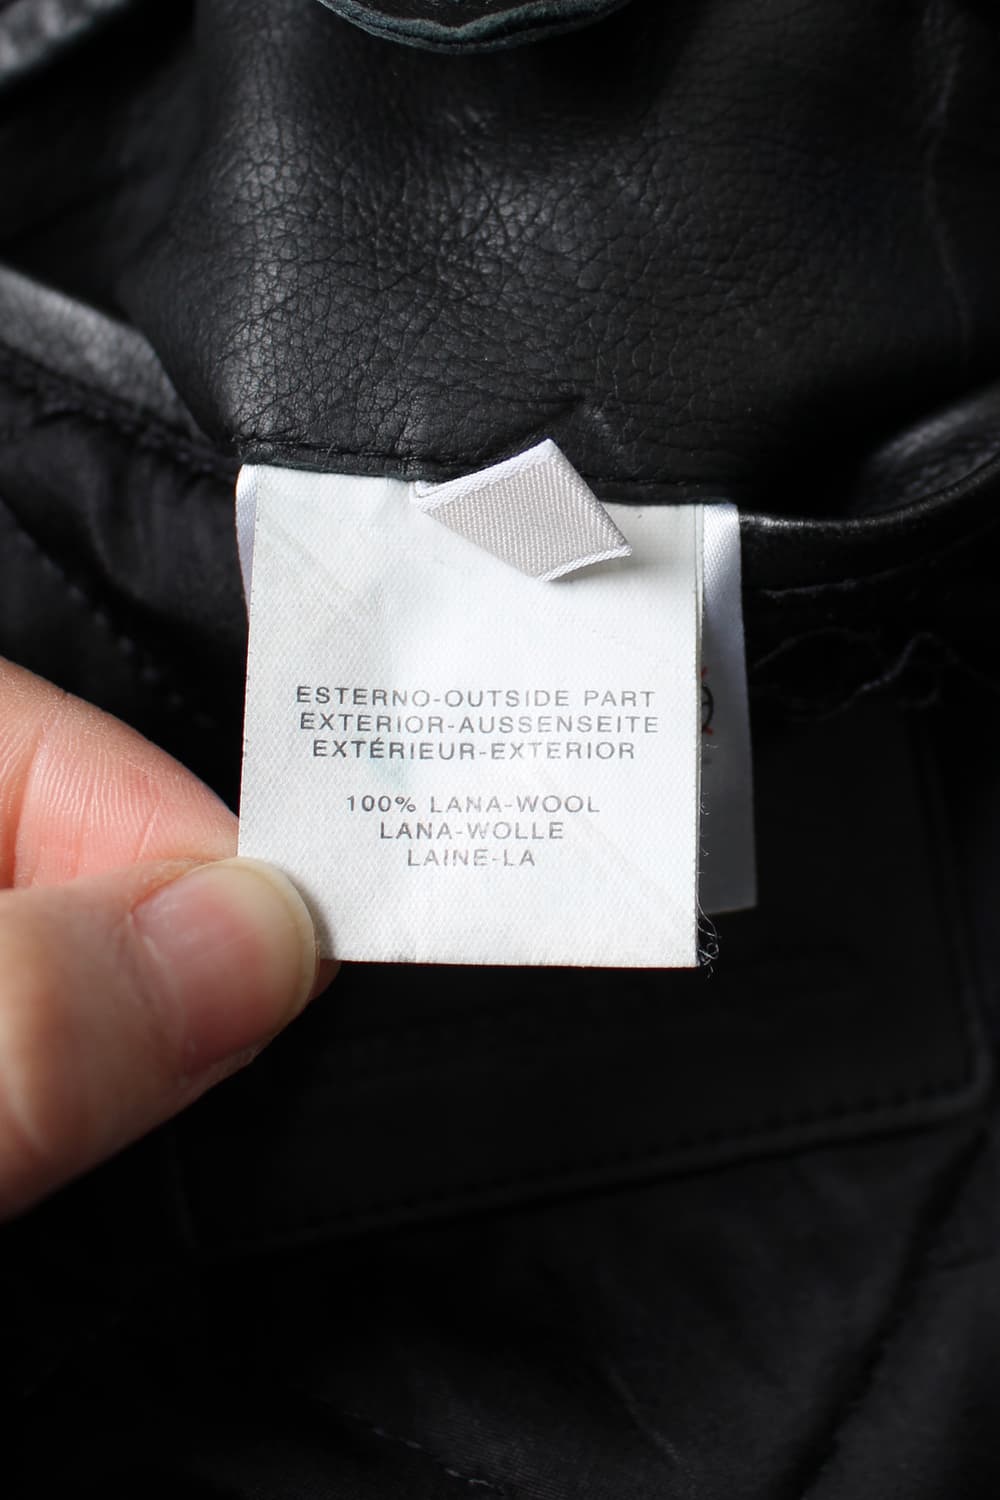 ESTERNO-OUTSIDE PART
EXTERIOR-AUSSENSEITE
EXTÉRIEUR-EXTERIOR
100% LANA-WOOL
LANA-WOLLE
LAINE-LA